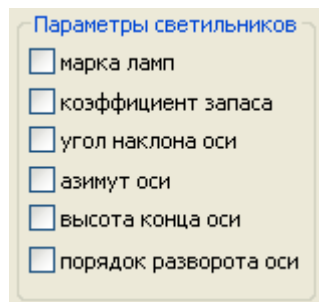 Параметры светильников
марка ламп
коэффициент запаса
угол наклона оси
азимут оси
высота конца оси
порядок разворота оси